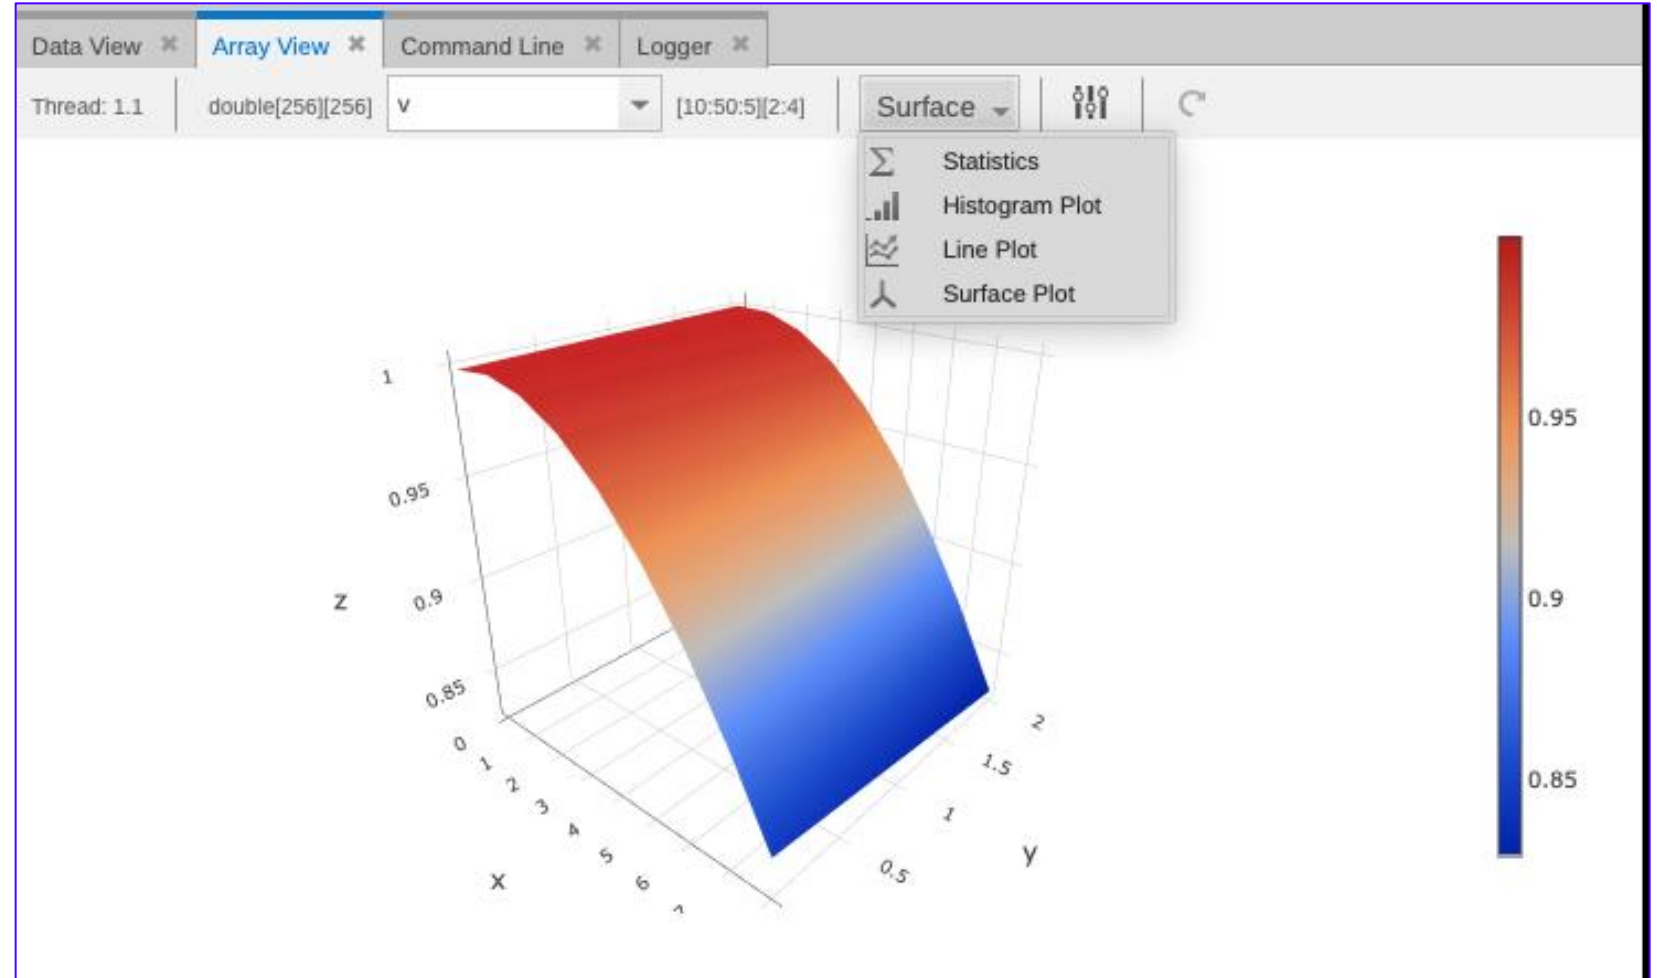 Data View Array View Command Line Logger
Thread: 1.1 double[256][256] v [10:50:5][2:4] Surface
Statistics
Histogram Plot
Line Plot
Surface Plot
1
0.95
0.9
0.85
z
0
1
2
3
4
5
6
x
0.5
1
1.5
2
y
0.95
0.9
0.85